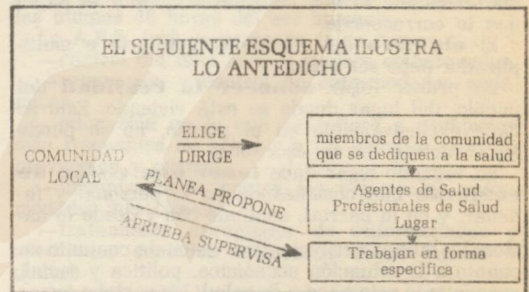 EL SIGUIENTE ESQUEMA ILUSTRA
LO ANTEDICHO
ELIGE
DIRIGE
COMUNIDAD
LOCAL
miembros de la comunidad
que se dediquen a la salud
PLANEA PROPONE
Agentes de Salud
Profesionales de Salud
Lugar
APRUEBA SUPERVISA
Trabajan en forma
específica